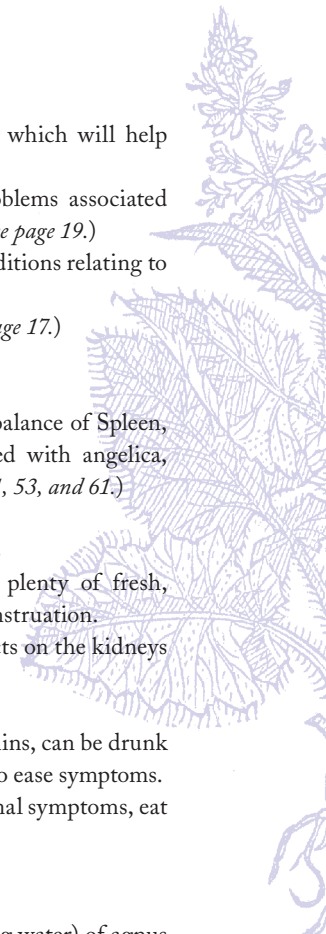 which will help
blems associated
e page 19.)
ditions relating to
age 17.)
balance of Spleen,
ed with angelica,
, 53, and 61.)
plenty of fresh,
nstruation.
cts on the kidneys
ins, can be drunk
o ease symptoms.
nal symptoms, eat
g water) of agnus